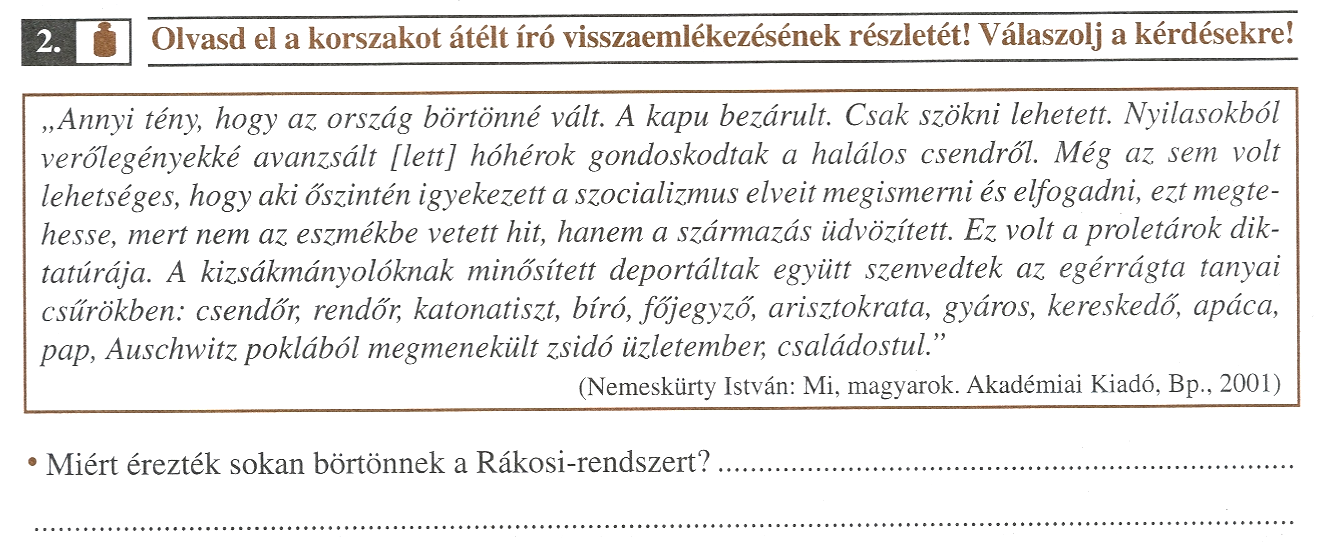 2. Olvasd el a korszakot átélt író visszaemlékezésének részletét! Válaszolj a kérdésekre!
„Annyi tény, hogy az ország börtönné vált. A kapu bezárult. Csak szökni lehetett. Nyilasokból
verőlegényekké avanzsált [lett] hóhérok gondoskodtak a halálos csendről. Még az sem volt
lehetséges, hogy aki őszintén igyekezett a szocializmus elveit megismerni és elfogadni, ezt megte-
hesse, mert nem az eszmékbe vetett hit, hanem a származás üdvözített. Ez volt a proletárok dik-
tatúrája. A kizsákmányolóknak minősített deportáltak együtt szenvedtek az egérrágta tanyai
csűrökben: csendőr, rendőr, katonatiszt, bíró, főjegyző, arisztokrata, gyáros, kereskedő, apáca,
pap, Auschwitz poklából megmenekült zsidó üzletember, családostul.”
(Nemeskürty István: Mi, magyarok. Akadémiai Kiadó, Bp., 2001)
• Miért érezték sokan börtönnek a Rákosi-rendszert?